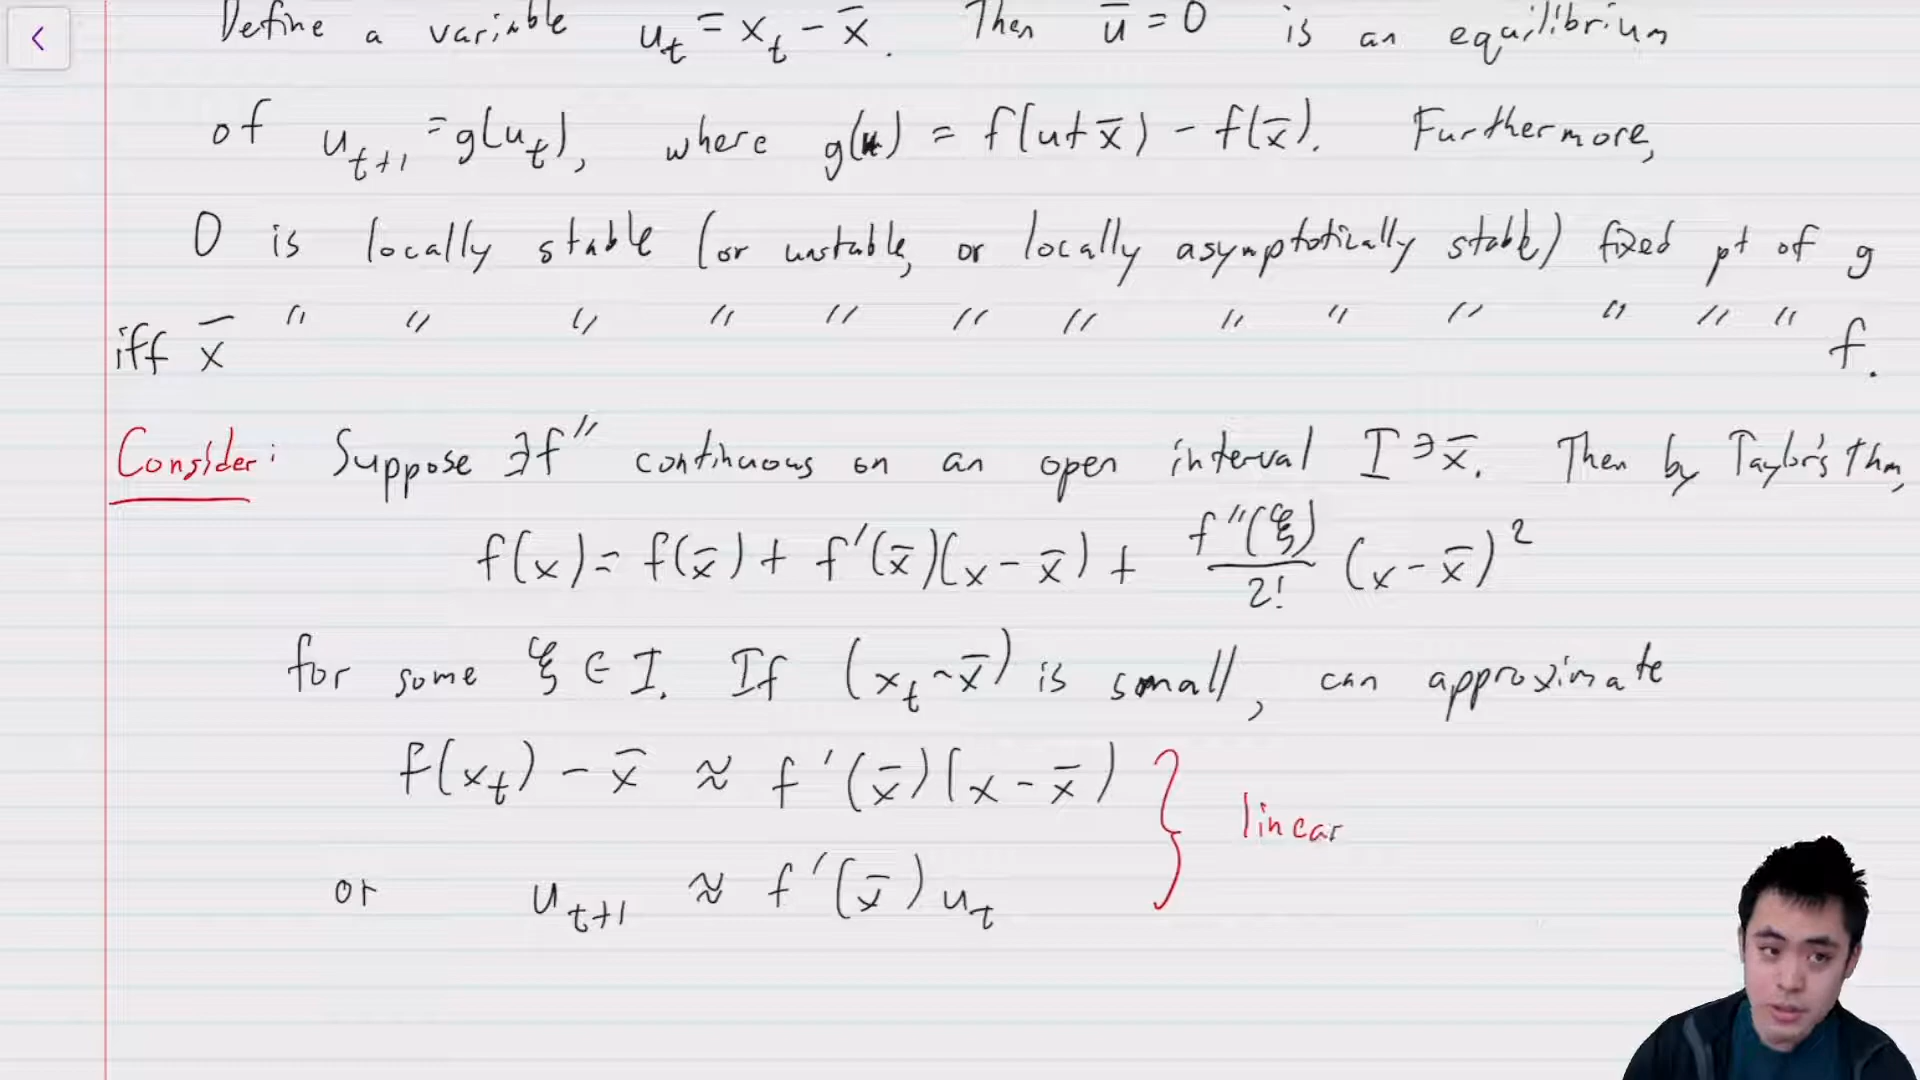 Define a variable u_t = x_t - x̄. Then ū = 0 is an equilibrium
of u_{t+1} = g(u_t), where g(u) = f(u + x̄) - f(x̄). Furthermore,
0 is locally stable (or unstable, or locally asymptotically stable) fixed pt of g
iff x̄ " " " " " " " " " " " " " f.
Consider: Suppose ∃f'' continuous on an open interval I ∋ x̄. Then by Taylor's thm,
f(x) = f(x̄) + f'(x̄)(x - x̄) + f''(ξ)/2! (x - x̄)²
for some ξ ∈ I. If (x_t - x̄) is small, can approximate
f(x_t) - x̄ ≈ f'(x̄)(x - x̄)
linear
or u_{t+1} ≈ f'(x̄) u_t